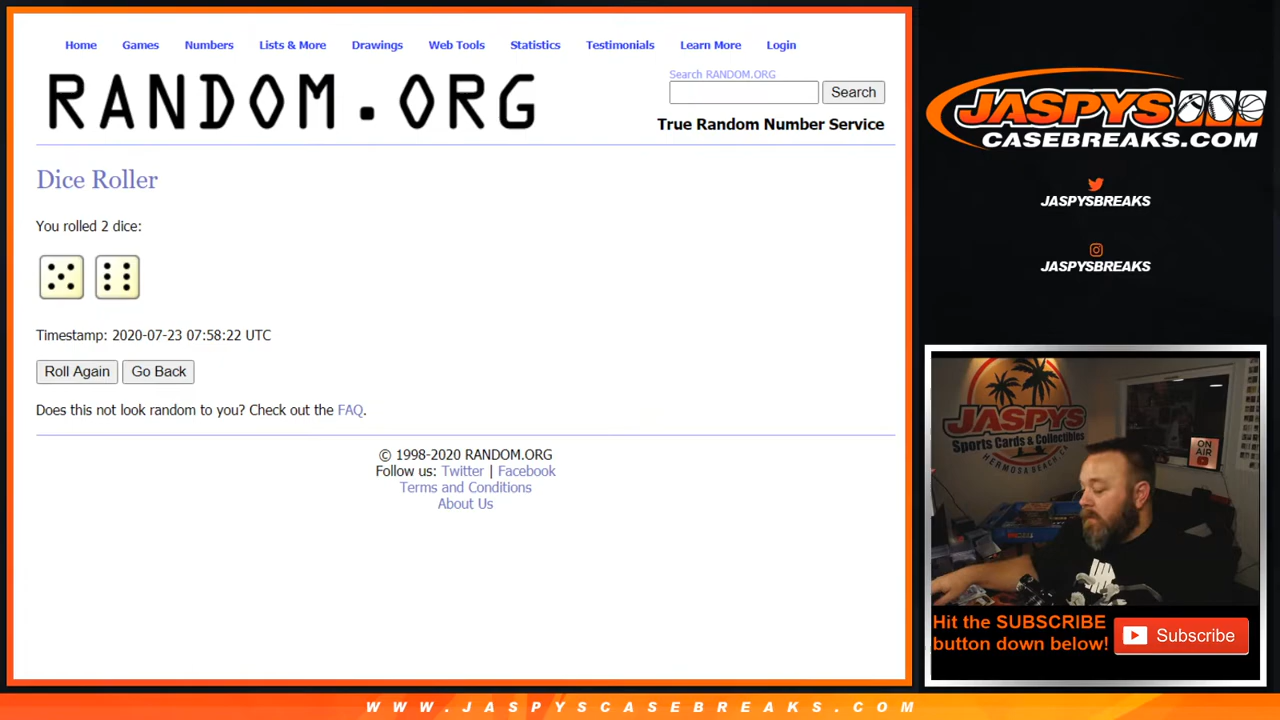 Home Games Numbers Lists & More Drawings Web Tools Statistics Testimonials Learn More Login
RANDOM.ORG
Search RANDOM.ORG
Search
True Random Number Service
Dice Roller
You rolled 2 dice:
Timestamp: 2020-07-23 07:58:22 UTC
Roll Again Go Back
Does this not look random to you? Check out the FAQ.
© 1998-2020 RANDOM.ORG
Follow us: Twitter | Facebook
Terms and Conditions
About Us
JASPYS
CASEBREAKS.COM
JASPYSBREAKS
JASPYSBREAKS
JASPYS
Sports Cards & Collectibles
HERMOSA BEACH, CA
ON
AIR
Hit the SUBSCRIBE
button down below!
Subscribe
WWW.JASPYSCASEBREAKS.COM